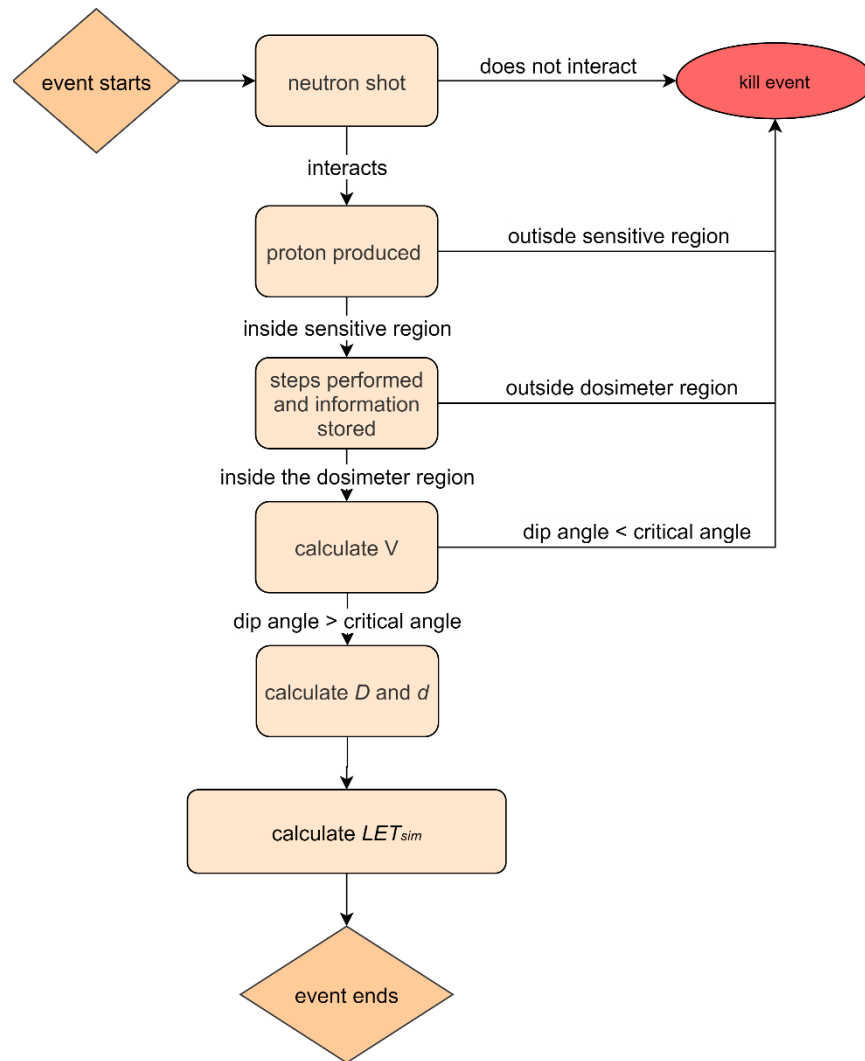 event starts
neutron shot
does not interact
kill event
interacts
proton produced
outisde sensitive region
inside sensitive region
steps performed
and information
stored
outside dosimeter region
inside the dosimeter region
calculate V
dip angle < critical angle
dip angle > critical angle
calculate D and d
calculate LETsim
event ends